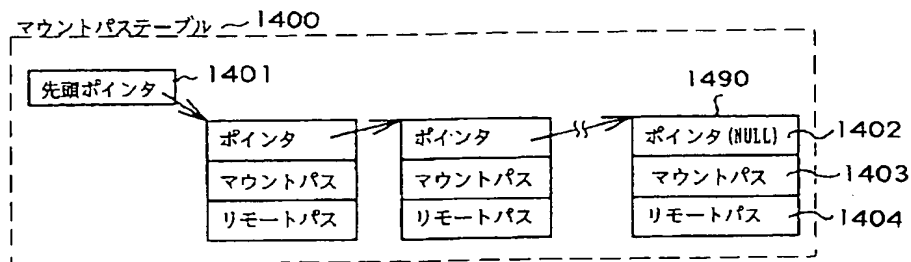 マウントパステーブル 1400
先頭ポインタ 1401
1490
ポインタ ポインタ ポインタ(NULL) 1402
マウントパス マウントパス マウントパス 1403
リモートパス リモートパス リモートパス 1404